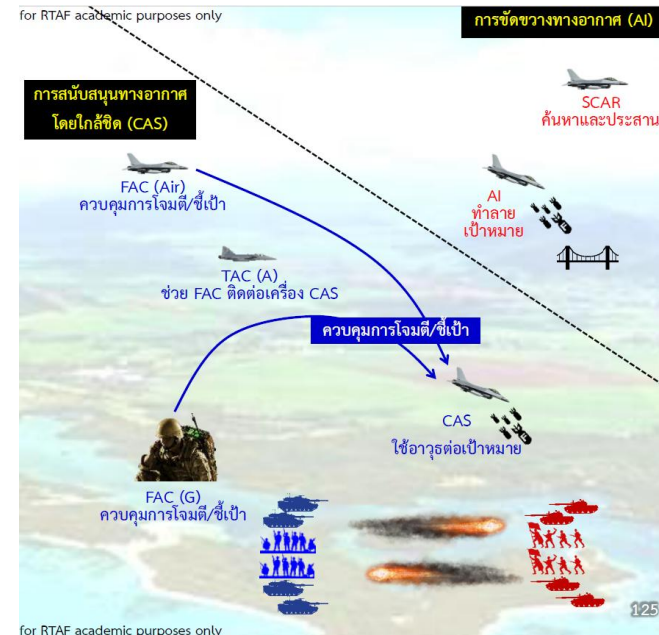 for RTAF academic purposes only
การขัดขวางทางอากาศ (AI)
การสนับสนุนทางอากาศ
โดยใกล้ชิด (CAS)
SCAR
ค้นหาและประสาน
FAC (Air)
ควบคุมการโจมตี/ชี้เป้า
AI
ทำลาย
เป้าหมาย
TAC (A)
ช่วย FAC ติดต่อเครื่อง CAS
ควบคุมการโจมตี/ชี้เป้า
CAS
ใช้อาวุธต่อเป้าหมาย
FAC (G)
ควบคุมการโจมตี/ชี้เป้า
125
for RTAF academic purposes only